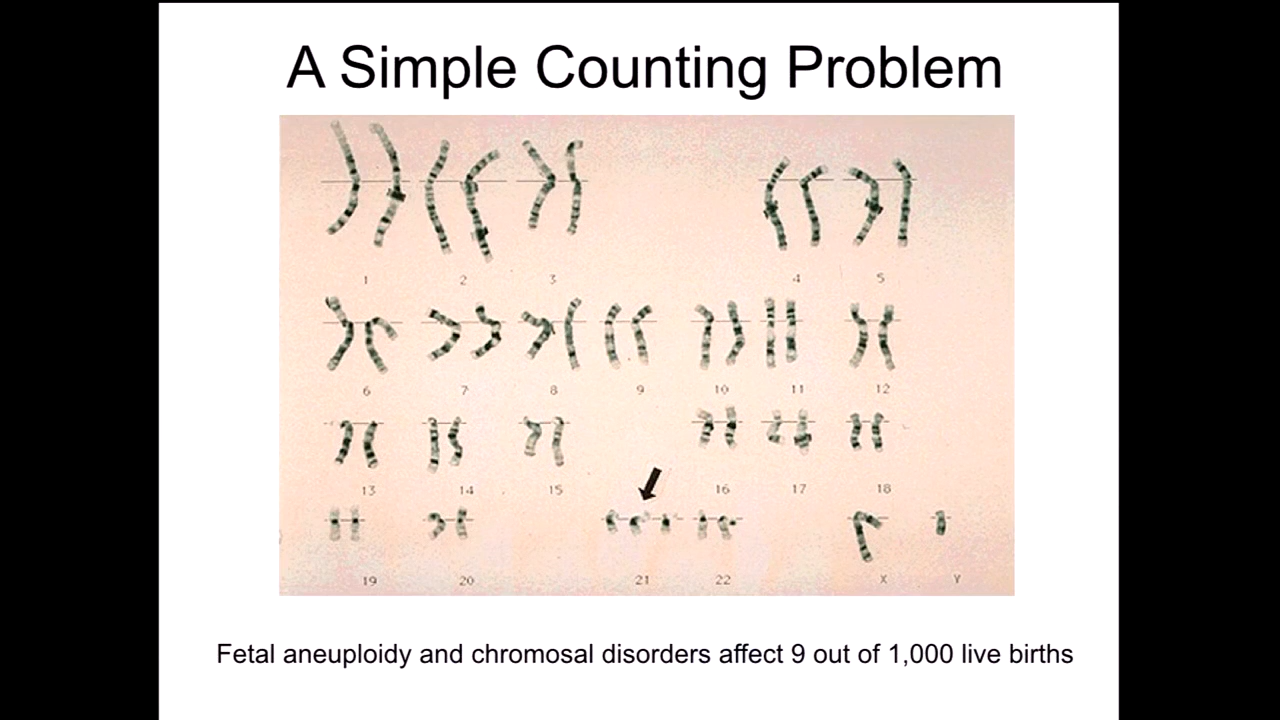 A Simple Counting Problem
1 2 3 4 5
6 7 8 9 10 11 12
13 14 15 16 17 18
19 20 21 22 X Y
Fetal aneuploidy and chromosal disorders affect 9 out of 1,000 live births